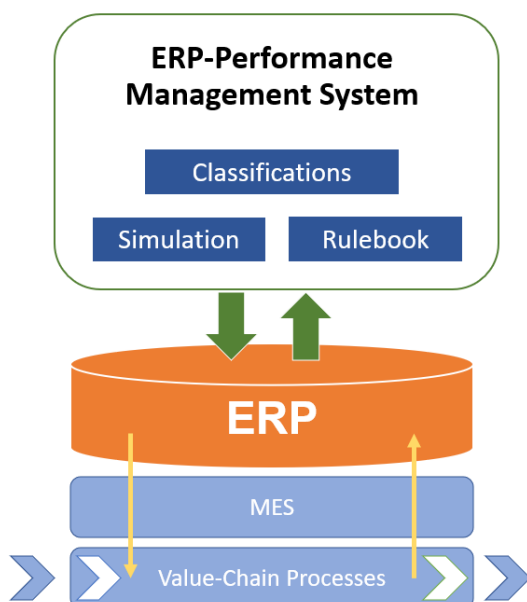 ERP-Performance
Management System
Classifications
Simulation
Rulebook
ERP
MES
Value-Chain Processes